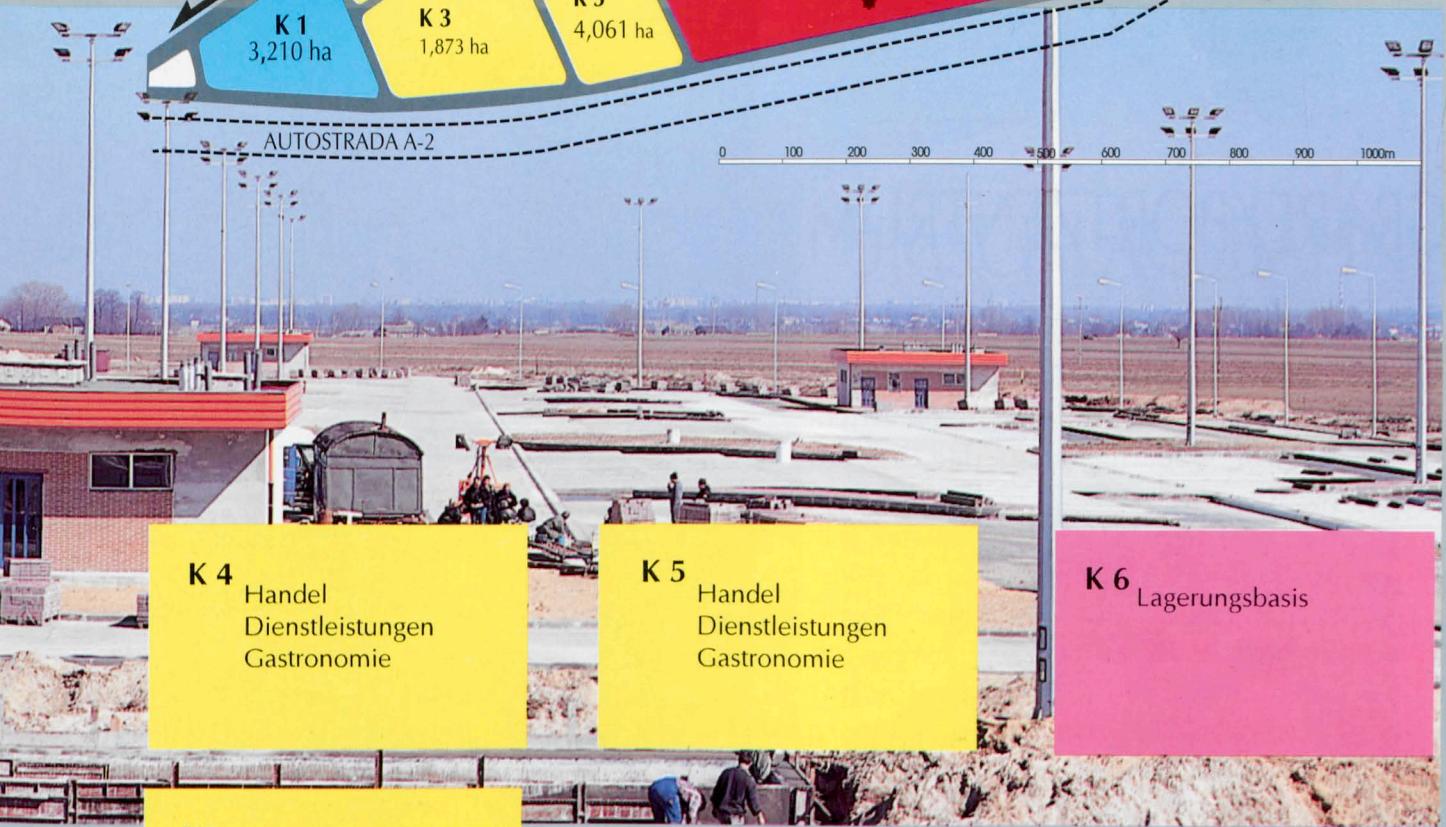 K 1
3,210 ha
K 3
1,873 ha
4,061 ha
AUTOSTRADA A-2
0 100 200 300 400 500 600 700 800 900 1000m
K 4
Handel
Dienstleistungen
Gastronomie
K 5
Handel
Dienstleistungen
Gastronomie
K 6
Lagerungsbasis